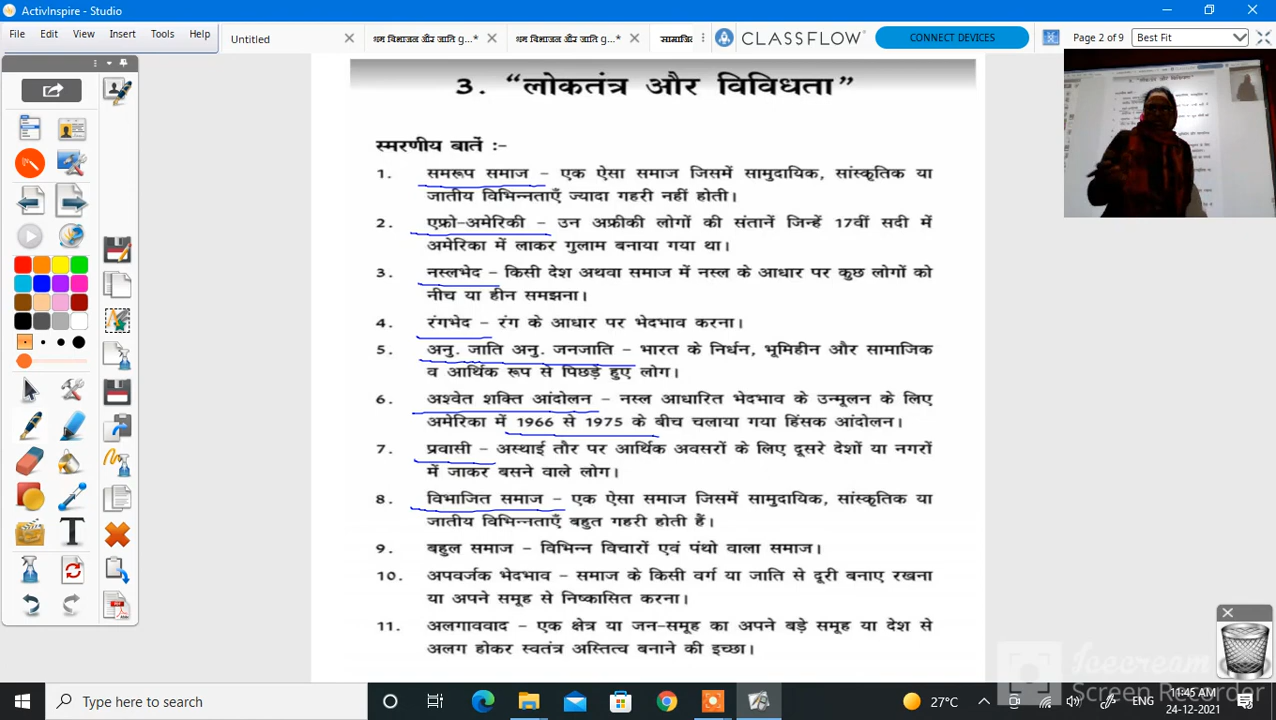 ActivInspire - Studio
File Edit View Insert Tools Help
Untitled
श्रम विभाजन और जाति g...*
श्रम विभाजन और जाति g...*
CLASSFLOW
CONNECT DEVICES
Page 2 of 9
Best Fit
3. “लोकतंत्र और विविधता”
स्मरणीय बातें :-
1. समरूप समाज – एक ऐसा समाज जिसमें सामुदायिक, सांस्कृतिक या
जातीय विभिन्नताएँ ज्यादा गहरी नहीं होती।
2. एफ्रो-अमेरिकी – उन अफ्रीकी लोगों की संतानें जिन्हें 17वीं सदी में
अमेरिका में लाकर गुलाम बनाया गया था।
3. नस्लभेद – किसी देश अथवा समाज में नस्ल के आधार पर कुछ लोगों को
नीच या हीन समझना।
4. रंगभेद – रंग के आधार पर भेदभाव करना।
5. अनु. जाति अनु. जनजाति – भारत के निर्धन, भूमिहीन और सामाजिक
व आर्थिक रूप से पिछड़े हुए लोग।
6. अश्वेत शक्ति आंदोलन – नस्ल आधारित भेदभाव के उन्मूलन के लिए
अमेरिका में 1966 से 1975 के बीच चलाया गया हिंसक आंदोलन।
7. प्रवासी – अस्थाई तौर पर आर्थिक अवसरों के लिए दूसरे देशों या नगरों
में जाकर बसने वाले लोग।
8. विभाजित समाज – एक ऐसा समाज जिसमें सामुदायिक, सांस्कृतिक या
जातीय विभिन्नताएँ बहुत गहरी होती हैं।
9. बहुल समाज – विभिन्न विचारों एवं पंथो वाला समाज।
10. अपवर्जक भेदभाव – समाज के किसी वर्ग या जाति से दूरी बनाए रखना
या अपने समूह से निष्कासित करना।
11. अलगाववाद – एक क्षेत्र या जन-समूह का अपने बड़े समूह या देश से
अलग होकर स्वतंत्र अस्तित्व बनाने की इच्छा।
Icecream
Screen Recorder
Type here to search
27°C
ENG
11:45 AM
24-12-2021